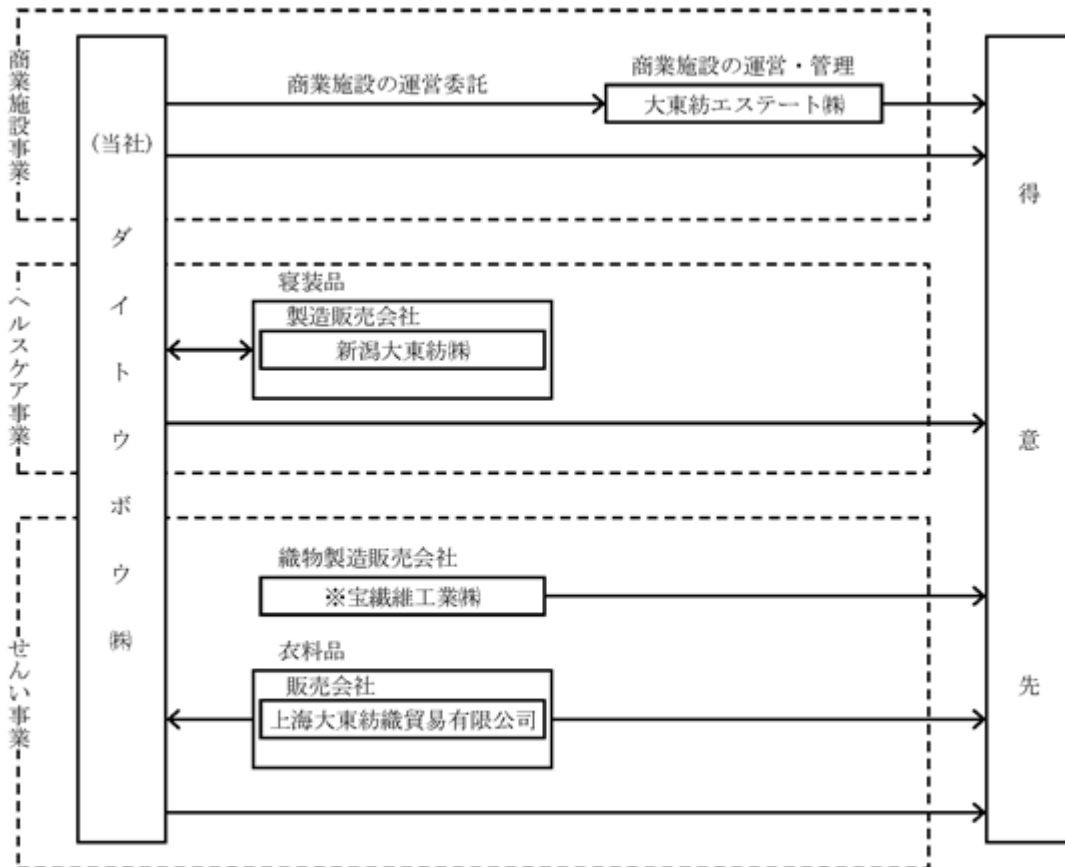 商業施設事業
(当社)
ダイトウボウ㈱
商業施設の運営委託
商業施設の運営・管理
大東紡エステート㈱
得意先
ヘルスケア事業
寝装品
製造販売会社
新潟大東紡㈱
せんい事業
織物製造販売会社
※宝繊維工業㈱
衣料品
販売会社
上海大東紡織貿易有限公司